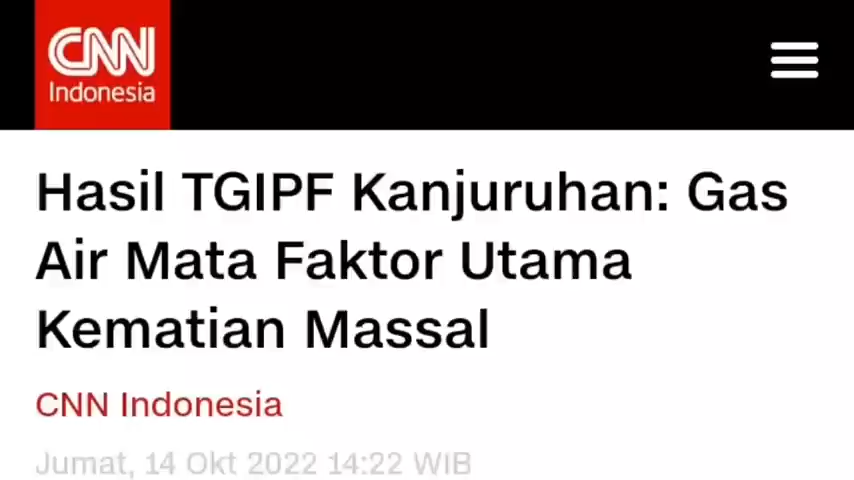 CNN
Indonesia
Hasil TGIPF Kanjuruhan: Gas
Air Mata Faktor Utama
Kematian Massal
CNN Indonesia
Jumat, 14 Okt 2022 14:22 WIB